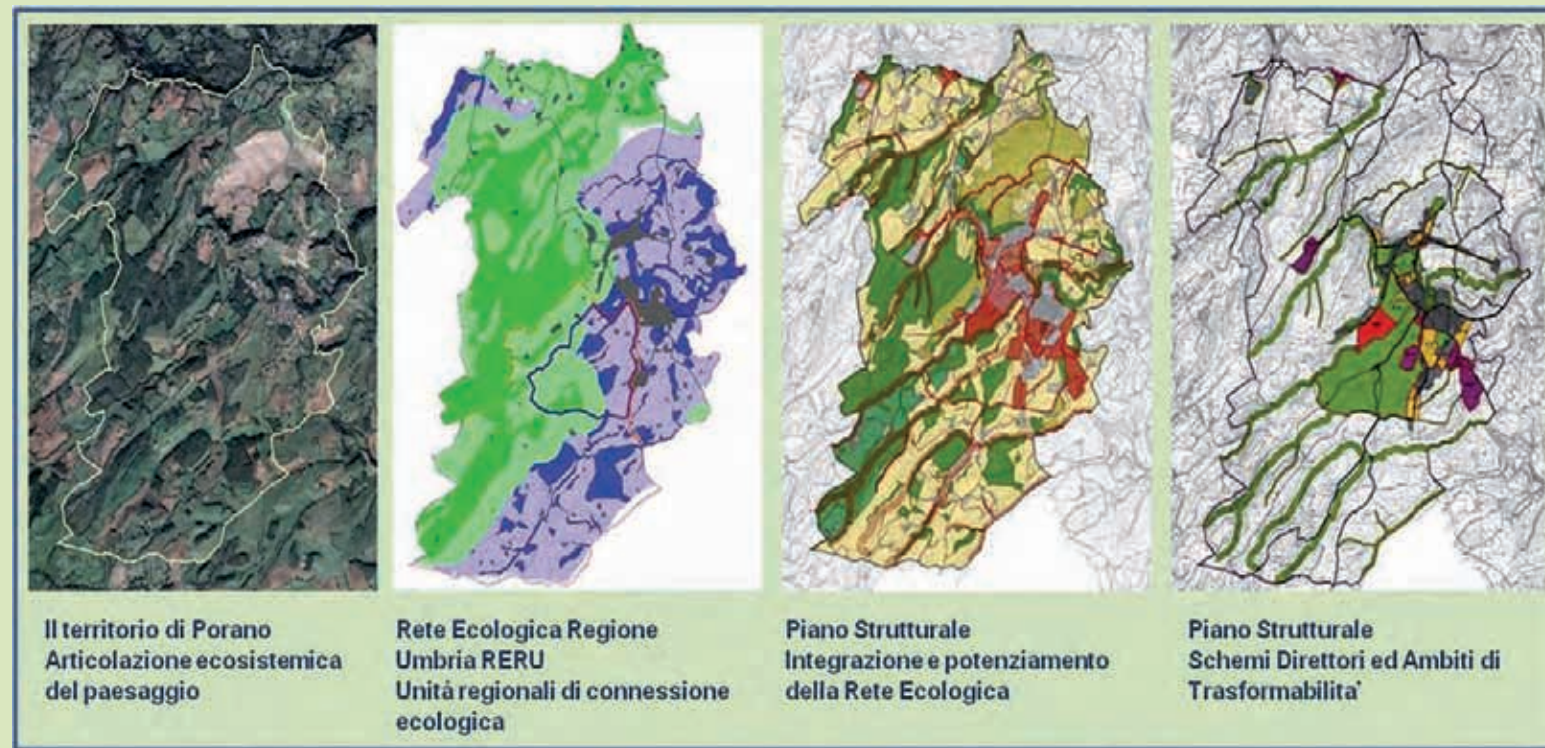 Il territorio di Porano
Articolazione ecosistemica
del paesaggio
Rete Ecologica Regione
Umbria RERU
Unità regionali di connessione
ecologica
Piano Strutturale
Integrazione e potenziamento
della Rete Ecologica
Piano Strutturale
Schemi Direttori ed Ambiti di
Trasformabilita'